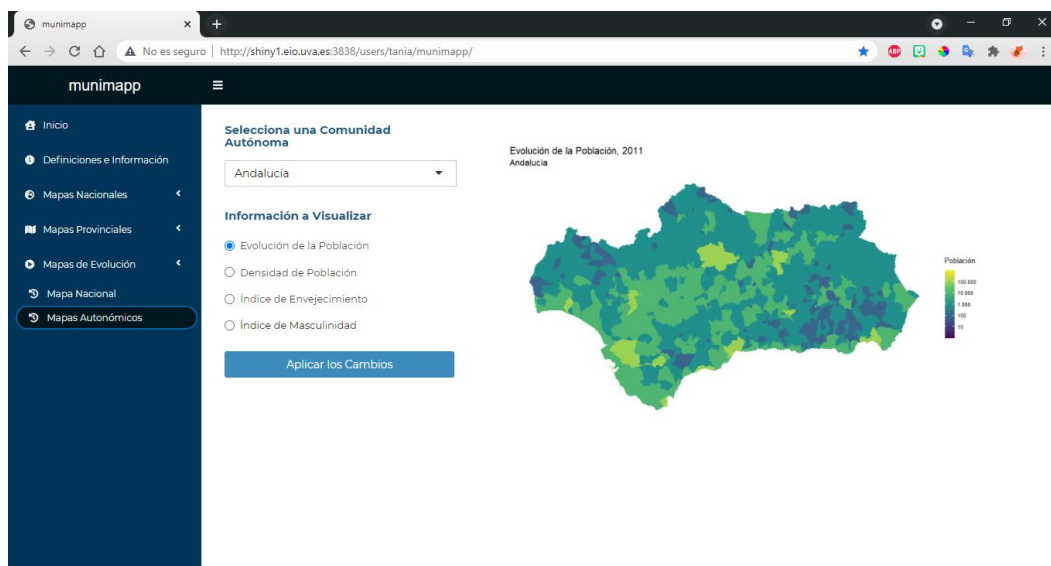 munimapp
No es seguro | http://shiny1.eio.uva.es:3838/users/tania/munimapp/
ABP
munimapp
Inicio
Definiciones e Información
Mapas Nacionales
Mapas Provinciales
Mapas de Evolución
Mapa Nacional
Mapas Autonómicos
Selecciona una Comunidad
Autónoma
Andalucía
Información a Visualizar
Evolución de la Población
Densidad de Población
Índice de Envejecimiento
Índice de Masculinidad
Aplicar los Cambios
Evolución de la Población, 2011
Andalucía
Población
100.000
10.000
1.000
100
10